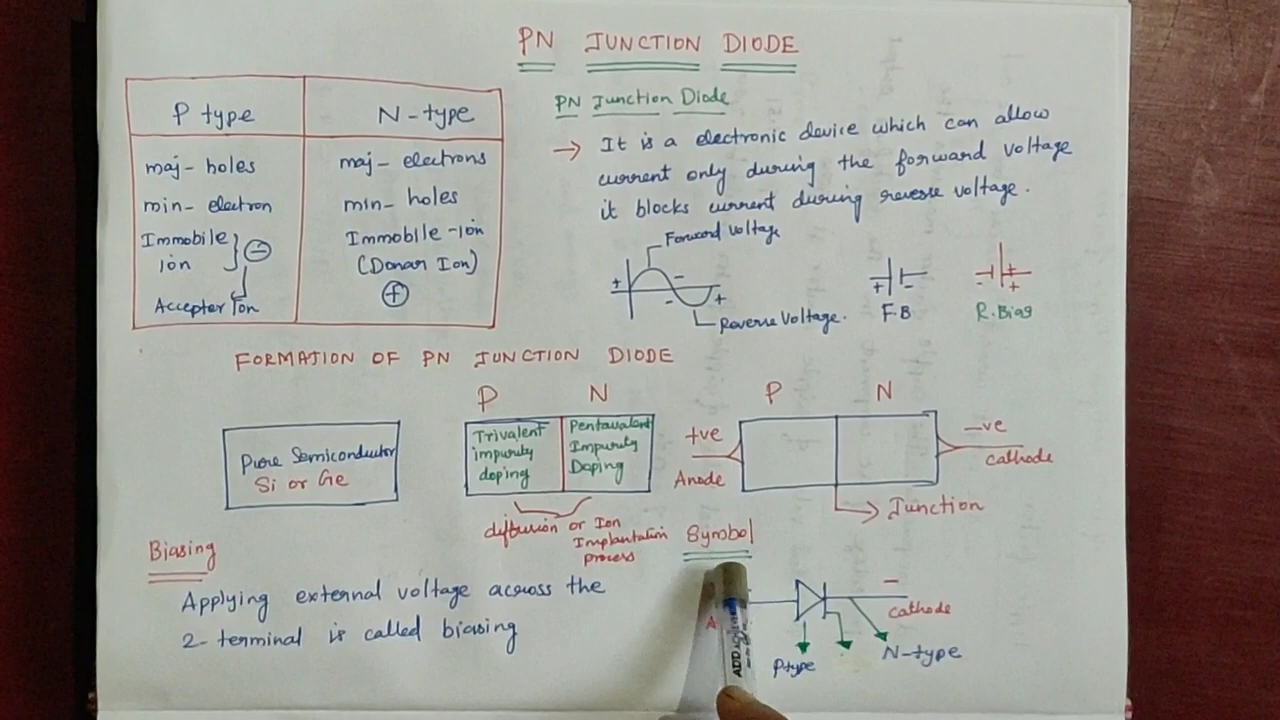 PN JUNCTION DIODE
P type
N-type
maj- holes
maj- electrons
min- electron
min- holes
Immobile
ion
-
Immobile-ion
(Donar Ion)
+
Accepter Ion
PN Junction Diode
→ It is a electronic device which can allow
current only during the forward voltage
it blocks current during reverse voltage.
Forward Voltage
+ -
- +
Reverse Voltage.
+ -
F.B
- +
+
R.Bias
FORMATION OF PN JUNCTION DIODE
Pure Semiconductor
Si or Ge
P N
Trivalent
impurity
doping
Pentavalent
Impurity
Doping
diffusion or Ion
Implantation
process
P N
+ve
Anode
-ve
cathode
Junction
Biasing
Applying external voltage across the
2-terminal is called biasing
Symbol
A
-
cathode
Ptype
N-type
ADD